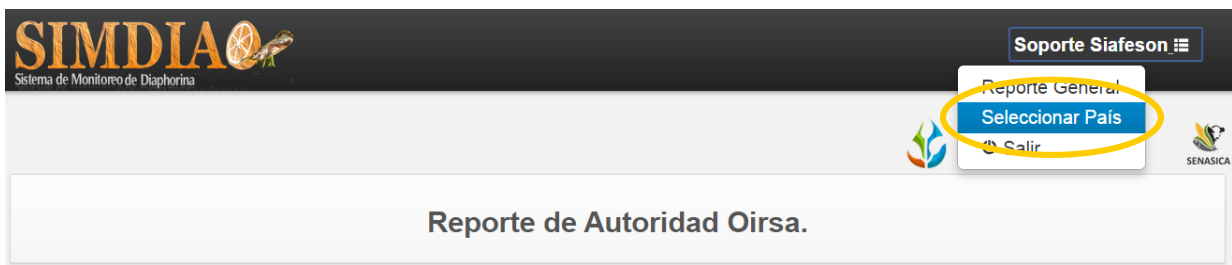 SIMDIA
Sistema de Monitoreo de Diaphorina
Soporte Siafeson
Reporte General
Seleccionar País
Salir
SENASICA
Reporte de Autoridad Oirsa.